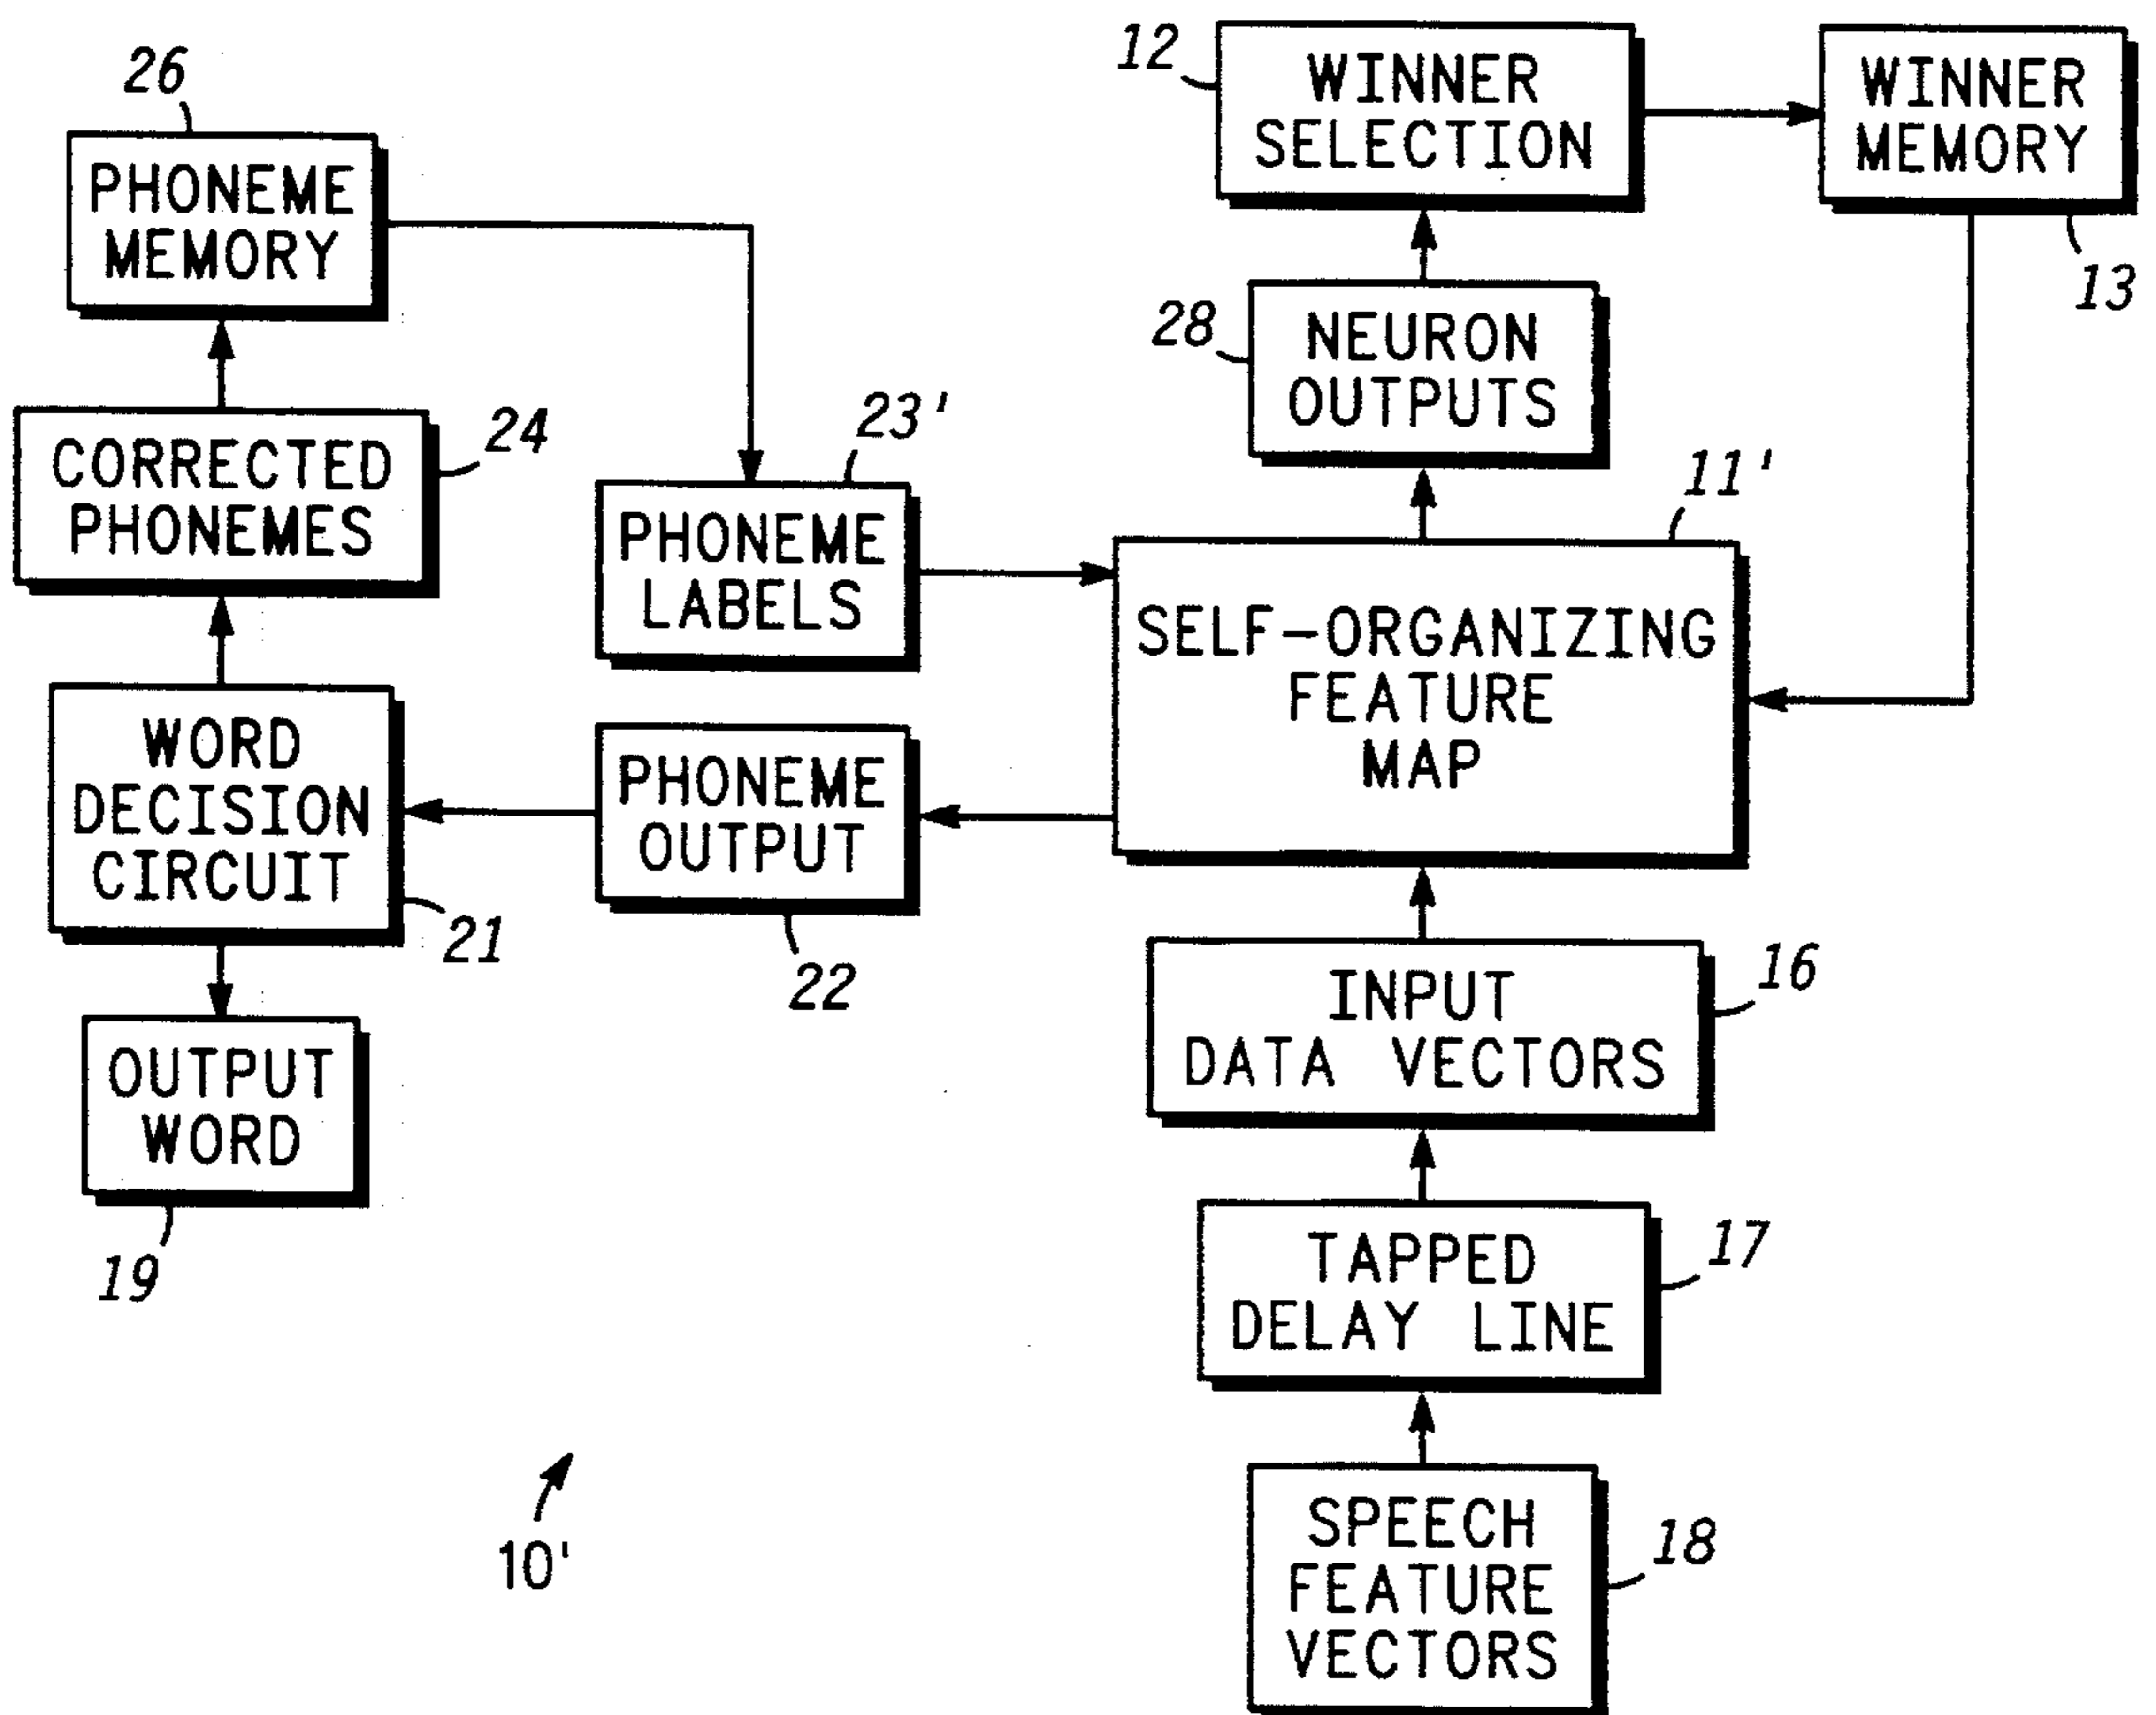 26
PHONEME
MEMORY
24
CORRECTED
PHONEMES
WORD
DECISION
CIRCUIT
21
OUTPUT
WORD
19
23'
PHONEME
LABELS
PHONEME
OUTPUT
22
10'
12
WINNER
SELECTION
WINNER
MEMORY
13
28
NEURON
OUTPUTS
11'
SELF-ORGANIZING
FEATURE
MAP
INPUT
DATA VECTORS
16
TAPPED
DELAY LINE
17
SPEECH
FEATURE
VECTORS
18